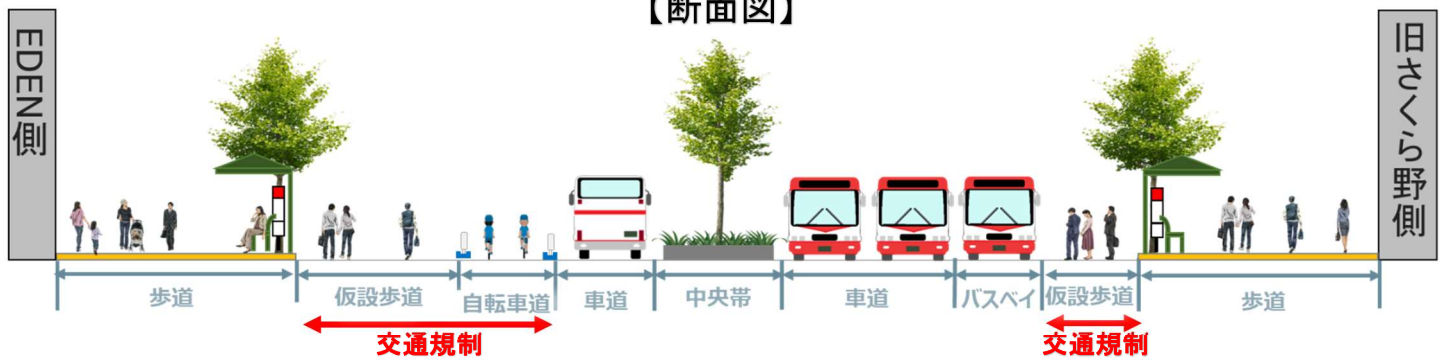 【断面図】
EDEN側
旧さくら野側
歩道
仮設歩道
自転車道
車道
中央帯
車道
バスベイ
仮設歩道
歩道
交通規制
交通規制